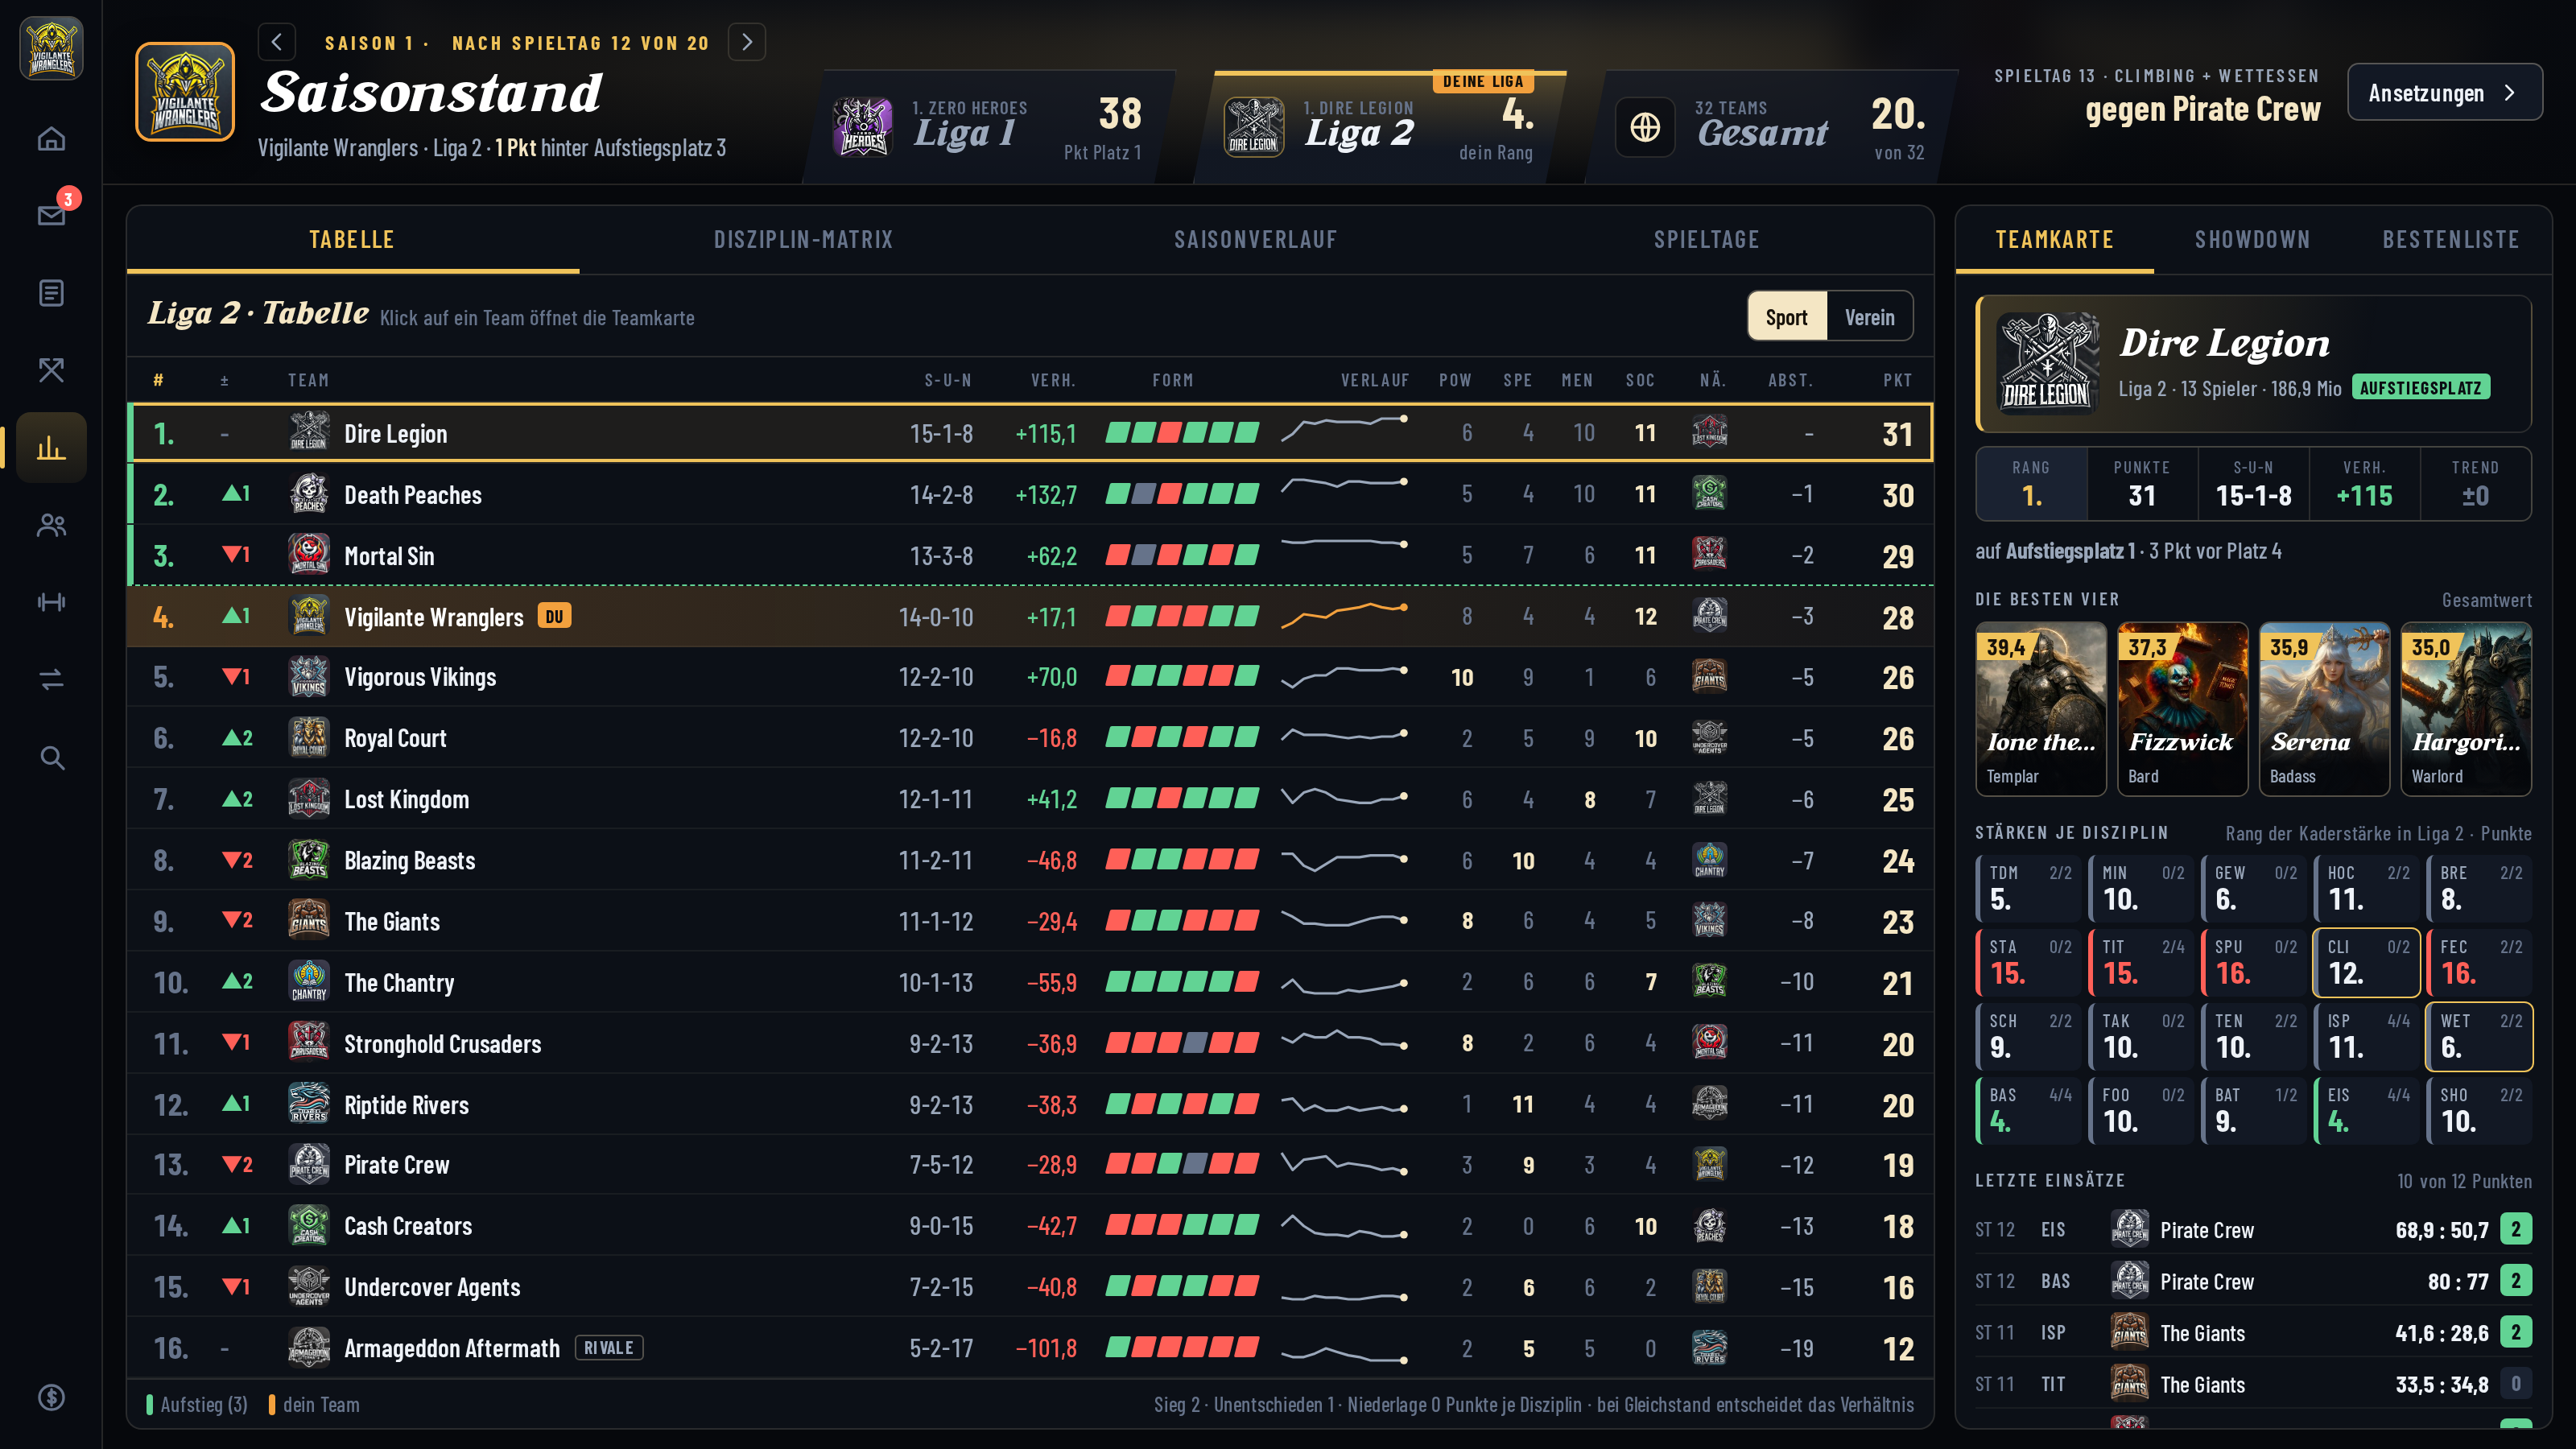 SAISON 1 · NACH SPIELTAG 12 VON 20
Saisonstand
Vigilante Wranglers · Liga 2 · 1 Pkt hinter Aufstiegsplatz 3
VIGILANTE WRANGLERS
3
1. ZERO HEROES
Liga 1
38
Pkt Platz 1
DEINE LIGA
1. DIRE LEGION
Liga 2
4.
dein Rang
32 TEAMS
Gesamt
20.
von 32
SPIELTAG 13 · CLIMBING + WETTESSEN
gegen Pirate Crew
Ansetzungen
TABELLE DISZIPLIN-MATRIX SAISONVERLAUF SPIELTAGE
Liga 2 · Tabelle Klick auf ein Team öffnet die Teamkarte
Sport Verein
# ± TEAM S-U-N VERH. FORM VERLAUF POW SPE MEN SOC NÄ. ABST. PKT
1. - Dire Legion 15-1-8 +115,1 6 4 10 11 - 31
2. ▲1 Death Peaches 14-2-8 +132,7 5 4 10 11 −1 30
3. ▼1 Mortal Sin 13-3-8 +62,2 5 7 6 11 −2 29
4. ▲1 Vigilante Wranglers DU 14-0-10 +17,1 8 4 4 12 −3 28
5. ▼1 Vigorous Vikings 12-2-10 +70,0 10 9 1 6 −5 26
6. ▲2 Royal Court 12-2-10 −16,8 2 5 9 10 −5 26
7. ▲2 Lost Kingdom 12-1-11 +41,2 6 4 8 7 −6 25
8. ▼2 Blazing Beasts 11-2-11 −46,8 6 10 4 4 −7 24
9. ▼2 The Giants 11-1-12 −29,4 8 6 4 5 −8 23
10. ▲2 The Chantry 10-1-13 −55,9 2 6 6 7 −10 21
11. ▼1 Stronghold Crusaders 9-2-13 −36,9 8 2 6 4 −11 20
12. ▲1 Riptide Rivers 9-2-13 −38,3 1 11 4 4 −11 20
13. ▼2 Pirate Crew 7-5-12 −28,9 3 9 3 4 −12 19
14. ▲1 Cash Creators 9-0-15 −42,7 2 0 6 10 −13 18
15. ▼1 Undercover Agents 7-2-15 −40,8 2 6 6 2 −15 16
16. - Armageddon Aftermath RIVALE 5-2-17 −101,8 2 5 5 0 −19 12
Aufstieg (3) dein Team
Sieg 2 · Unentschieden 1 · Niederlage 0 Punkte je Disziplin · bei Gleichstand entscheidet das Verhältnis
TEAMKARTE SHOWDOWN BESTENLISTE
DIRE LEGION
Dire Legion
Liga 2 · 13 Spieler · 186,9 Mio AUFSTIEGSPLATZ
RANG PUNKTE S-U-N VERH. TREND
1. 31 15-1-8 +115 ±0
auf Aufstiegsplatz 1 · 3 Pkt vor Platz 4
DIE BESTEN VIER Gesamtwert
39,4 37,3 35,9 35,0
Ione the... Fizzwick Serena Hargori...
Templar Bard Badass Warlord
STÄRKEN JE DISZIPLIN Rang der Kaderstärke in Liga 2 · Punkte
TDM 2/2 MIN 0/2 GEW 0/2 HOC 2/2 BRE 2/2
5. 10. 6. 11. 8.
STA 0/2 TIT 2/4 SPU 0/2 CLI 0/2 FEC 2/2
15. 15. 16. 12. 16.
SCH 2/2 TAK 0/2 TEN 2/2 ISP 4/4 WET 2/2
9. 10. 10. 11. 6.
BAS 4/4 FOO 0/2 BAT 1/2 EIS 4/4 SHO 2/2
4. 10. 9. 4. 10.
LETZTE EINSÄTZE 10 von 12 Punkten
ST 12 EIS Pirate Crew 68,9 : 50,7 2
ST 12 BAS Pirate Crew 80 : 77 2
ST 11 ISP The Giants 41,6 : 28,6 2
ST 11 TIT The Giants 33,5 : 34,8 0